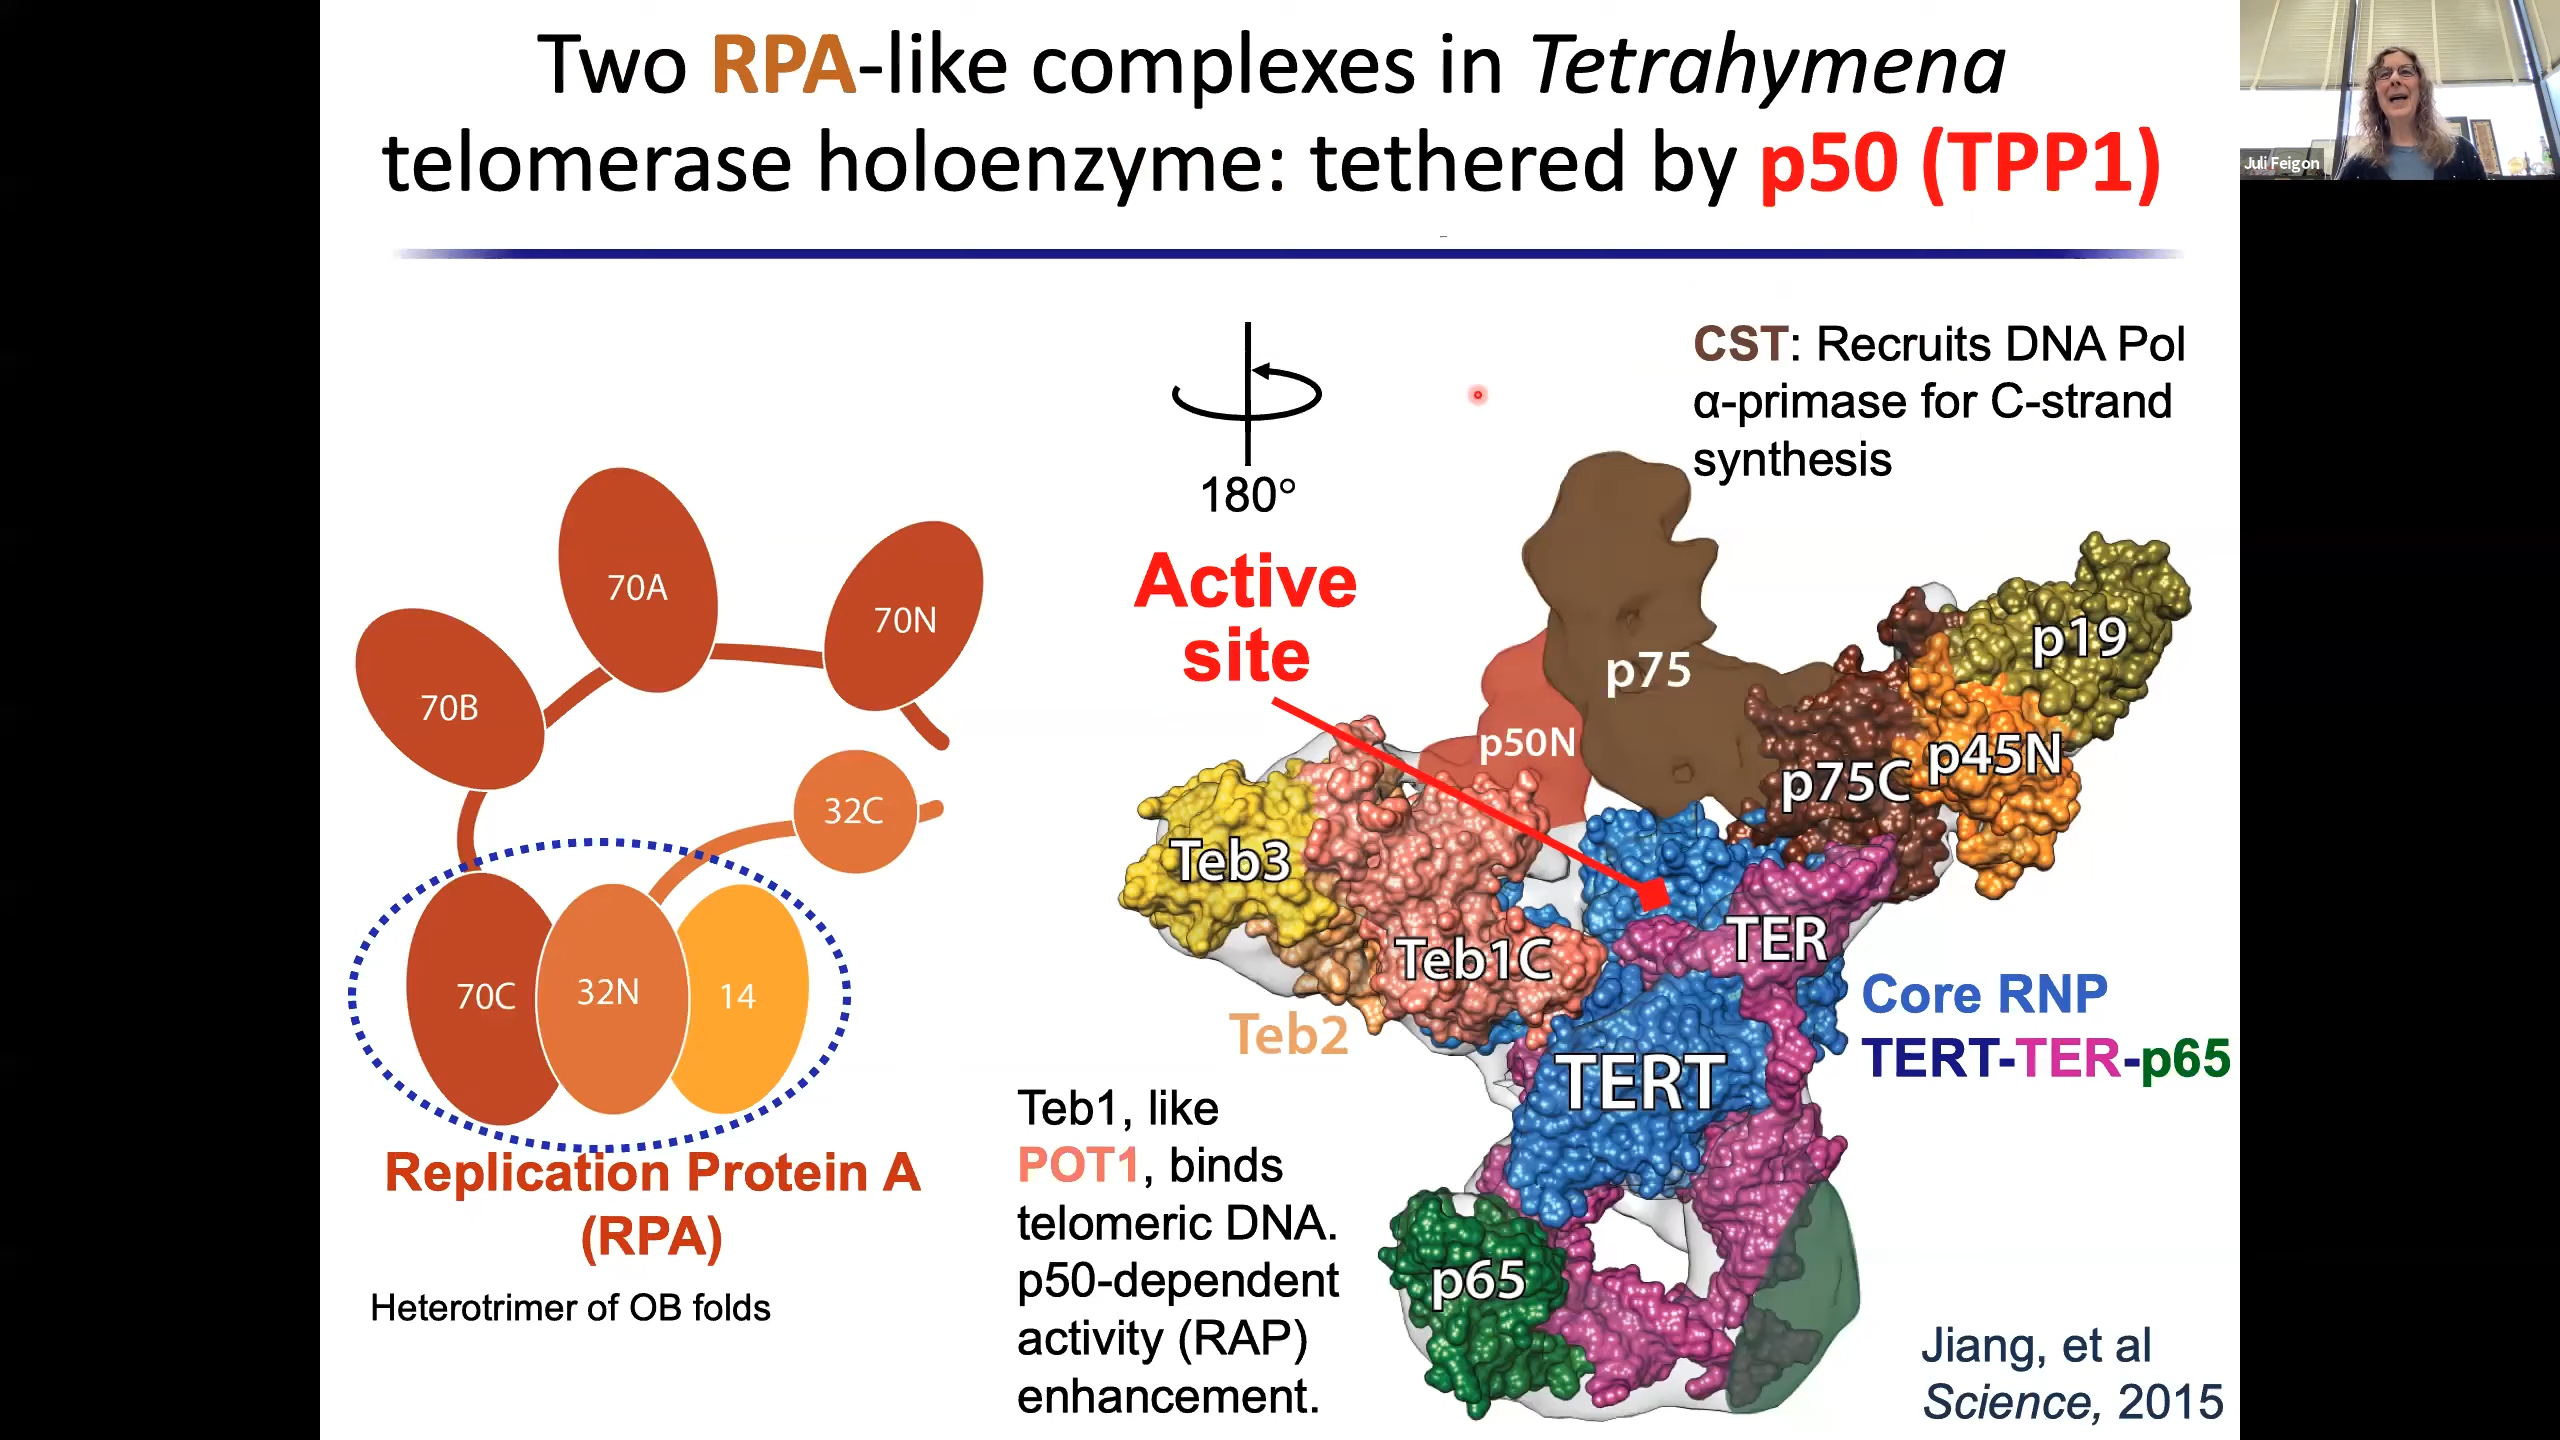 Two RPA-like complexes in Tetrahymena
telomerase holoenzyme: tethered by p50 (TPP1)
Juli Feigon
CST: Recruits DNA Pol
α-primase for C-strand
synthesis
180°
Active
site
70A
70N
70B
32C
70C
32N
14
Replication Protein A
(RPA)
Heterotrimer of OB folds
p75
p50N
p19
p45N
p75C
Teb3
Teb1C
Teb2
TER
TERT
p65
Core RNP
TERT-TER-p65
Teb1, like
POT1, binds
telomeric DNA.
p50-dependent
activity (RAP)
enhancement.
Jiang, et al
Science, 2015